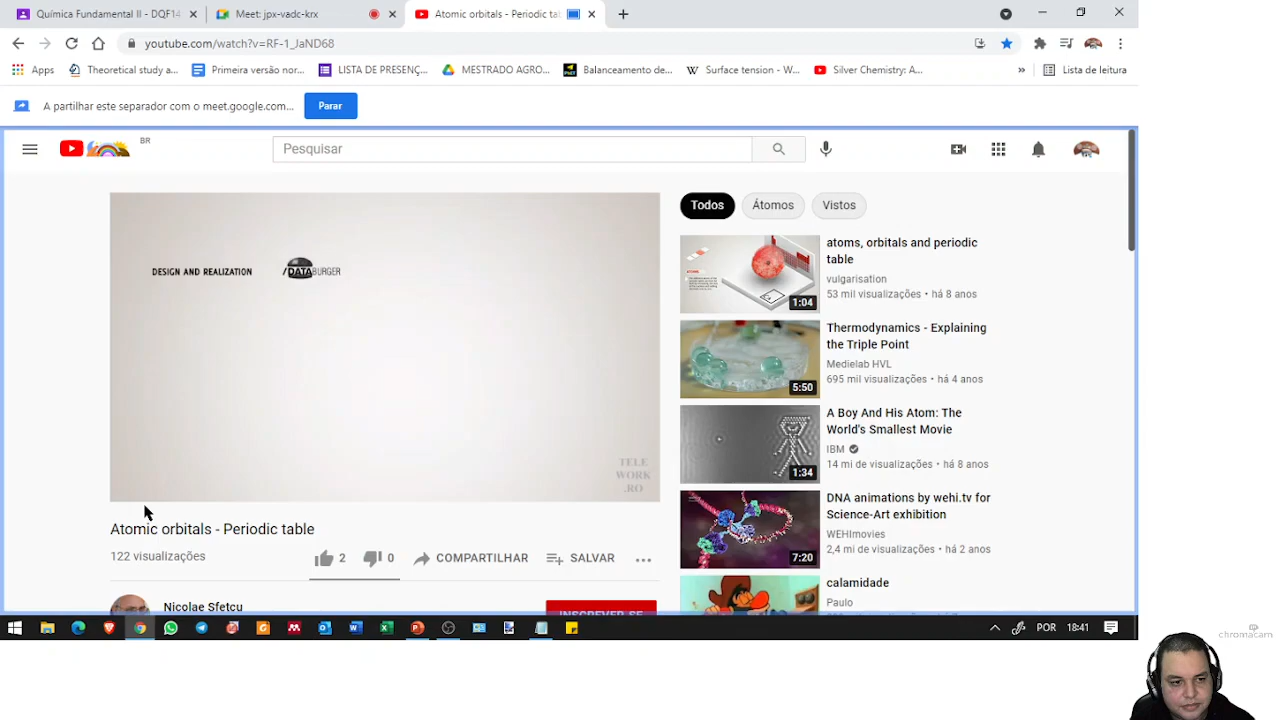 Química Fundamental II - DQF14
Meet: jpx-vadc-krx
Atomic orbitals - Periodic tab
youtube.com/watch?v=RF-1_JaND68
Apps
Theoretical study a...
Primeira versão nor...
LISTA DE PRESENÇ...
MESTRADO AGRO...
Balanceamento de...
Surface tension - W...
Silver Chemistry: A...
»
Lista de leitura
A partilhar este separador com o meet.google.com...
Parar
BR
Pesquisar
DESIGN AND REALIZATION
/DATABURGER
TELE
WORK
.RO
Atomic orbitals - Periodic table
122 visualizações
2
0
COMPARTILHAR
SALVAR
Nicolae Sfetcu
INSCREVER-SE
Todos
Átomos
Vistos
1:04
atoms, orbitals and periodic
table
vulgarisation
53 mil visualizações • há 8 anos
5:50
Thermodynamics - Explaining
the Triple Point
Medielab HVL
695 mil visualizações • há 4 anos
1:34
A Boy And His Atom: The
World's Smallest Movie
IBM
14 mi de visualizações • há 8 anos
7:20
DNA animations by wehi.tv for
Science-Art exhibition
WEHImovies
2,4 mi de visualizações • há 2 anos
calamidade
Paulo
POR
18:41
chromacam